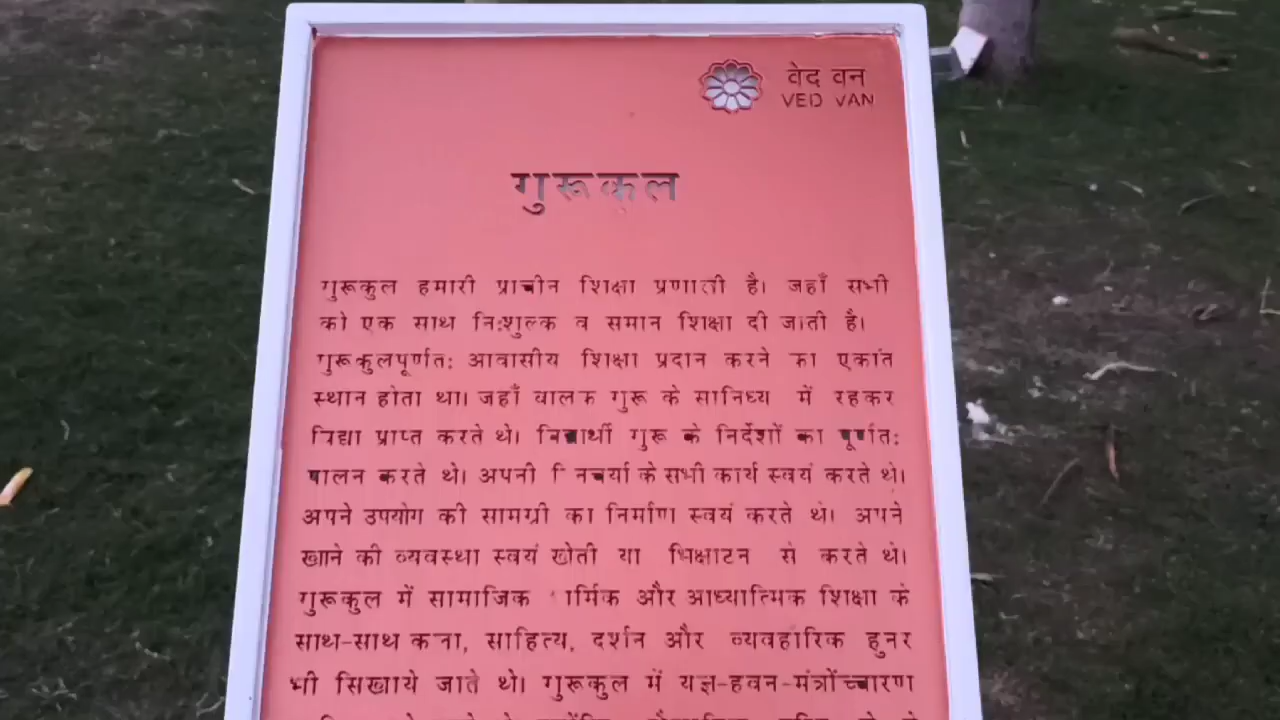 वेद वन
VED VAN
गुरूकुल
गुरूकुल हमारी प्राचीन शिक्षा प्रणाली है। जहाँ सभी
को एक साथ निःशुल्क व समान शिक्षा दी जाती है।
गुरूकुलपूर्णतः आवासीय शिक्षा प्रदान करने का एकांत
स्थान होता था। जहाँ बालक गुरू के सानिध्य में रहकर
विद्या प्राप्त करते थे। विद्यार्थी गुरू के निर्देशों का पूर्णतः
पालन करते थे। अपनी दिनचर्या के सभी कार्य स्वयं करते थे।
अपने उपयोग की सामग्री का निर्माण स्वयं करते थे। अपने
खाने की व्यवस्था स्वयं खेती या भिक्षाटन से करते थे।
गुरूकुल में सामाजिक धार्मिक और आध्यात्मिक शिक्षा के
साथ-साथ कला, साहित्य, दर्शन और व्यवहारिक हुनर
भी सिखाये जाते थे। गुरूकुल में यज्ञ-हवन-मंत्रोंच्चारण